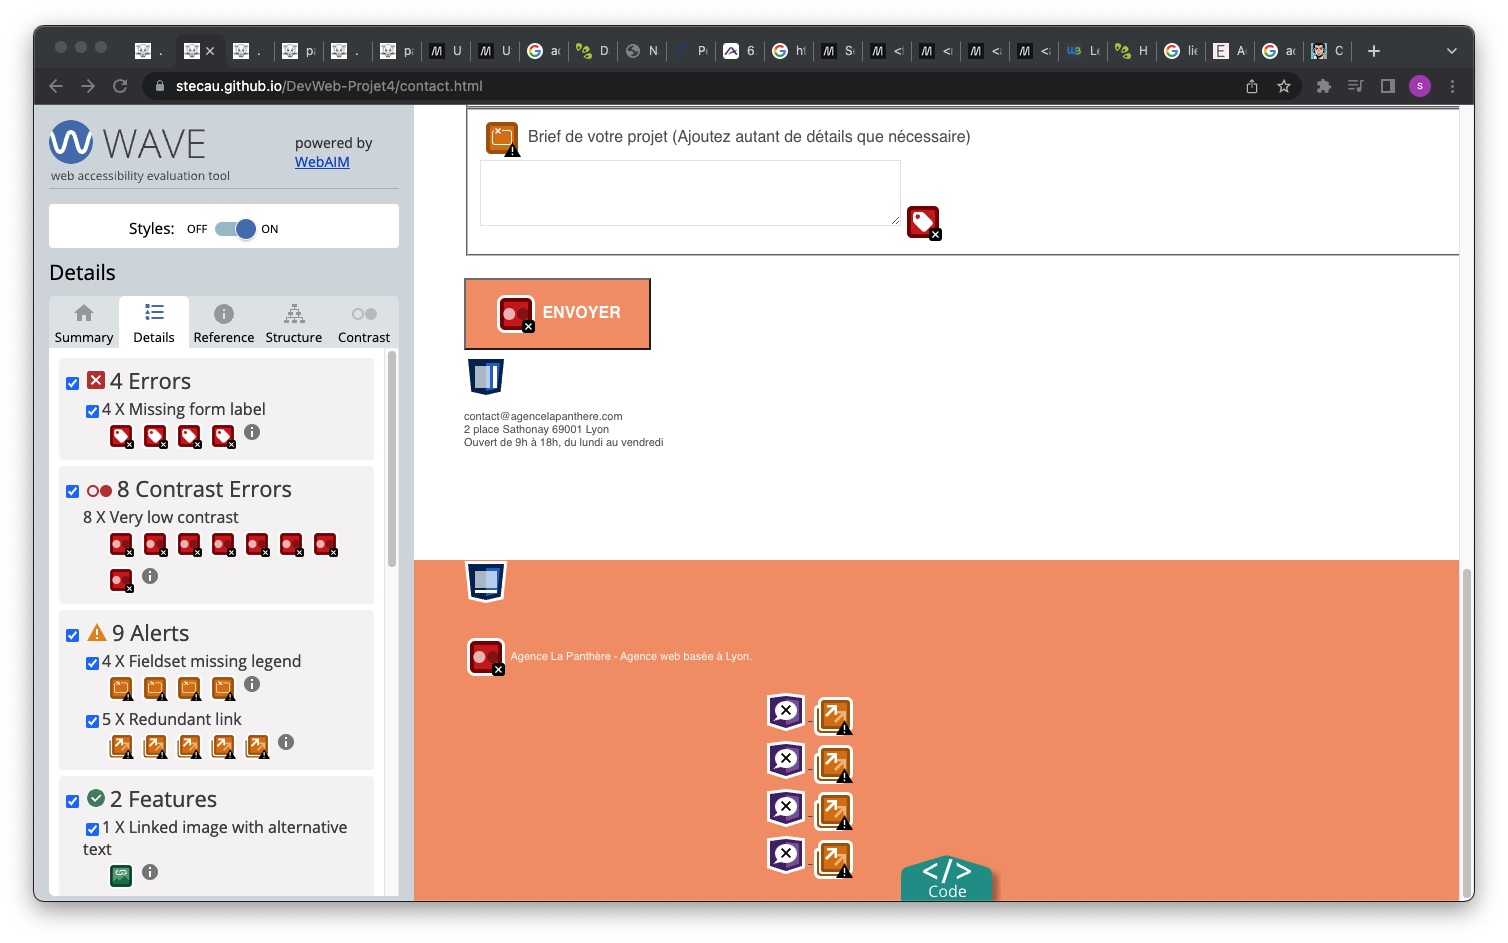 stecau.github.io/DevWeb-Projet4/contact.html
S
WAVE
web accessibility evaluation tool
powered by
WebAIM
Styles: OFF ON
Details
Summary
Details
Reference
Structure
Contrast
4 Errors
4 X Missing form label
8 Contrast Errors
8 X Very low contrast
9 Alerts
4 X Fieldset missing legend
5 X Redundant link
2 Features
1 X Linked image with alternative
text
Brief de votre projet (Ajoutez autant de détails que nécessaire)
ENVOYER
contact@agencelapanthere.com
2 place Sathonay 69001 Lyon
Ouvert de 9h à 18h, du lundi au vendredi
Agence La Panthère - Agence web basée à Lyon.
</>
Code